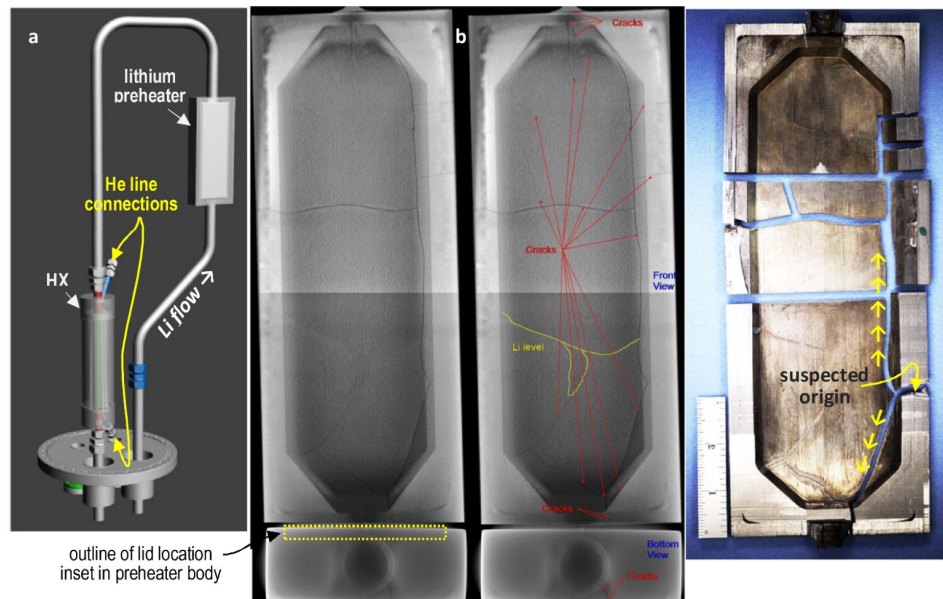 a
lithium
preheater
He line
connections
HX
Li flow →
outline of lid location
inset in preheater body
b
Cracks
Cracks
Front
View
Li level
Cracks
Bottom
View
Cracks
suspected
origin